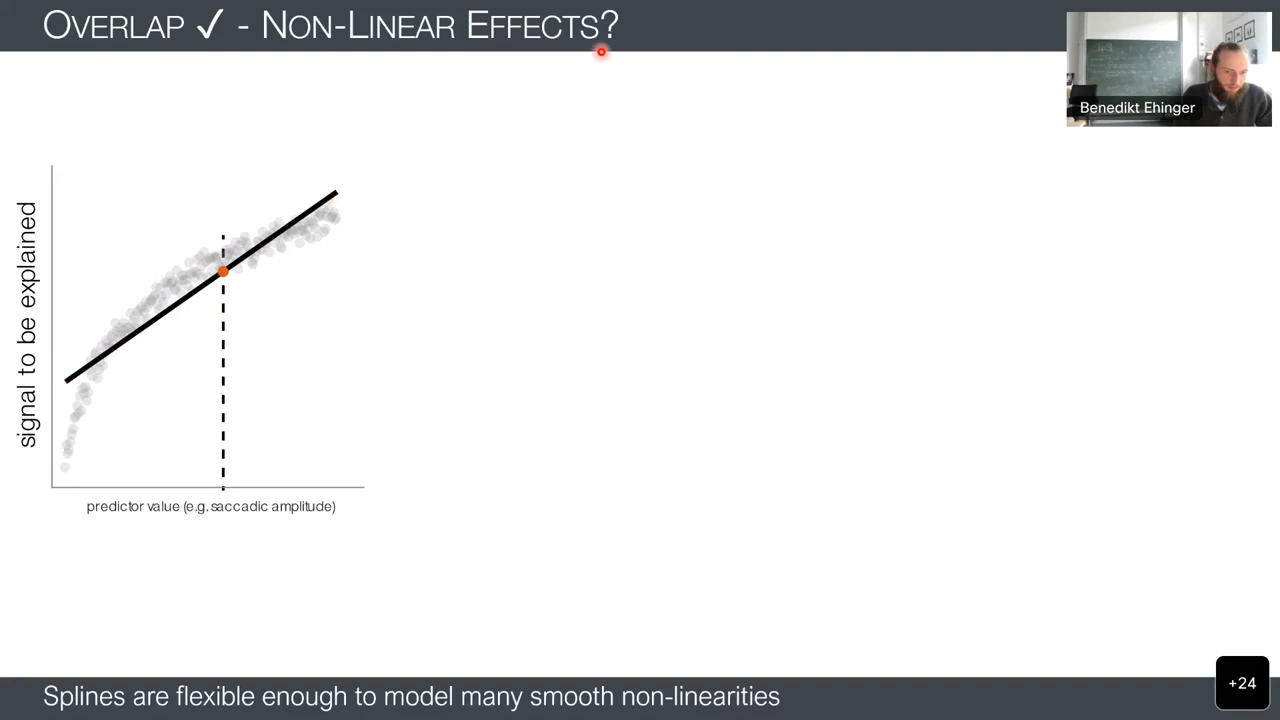 OVERLAP ✓ - NON-LINEAR EFFECTS?
Benedikt Ehinger
signal to be explained
predictor value (e.g. saccadic amplitude)
Splines are flexible enough to model many smooth non-linearities
+24